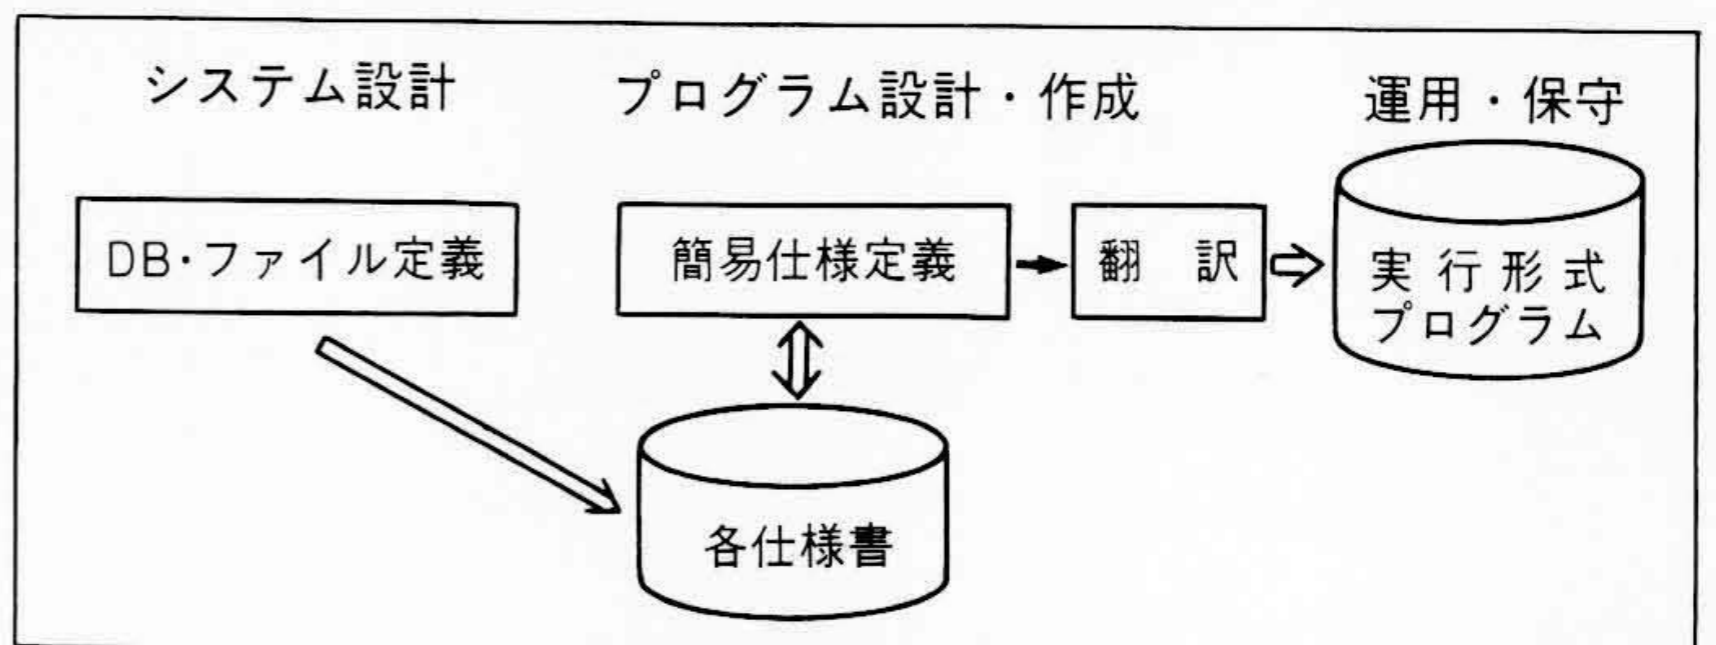 システム設計
プログラム設計・作成
運用・保守
DB・ファイル定義
簡易仕様定義
翻 訳
実行形式
プログラム
各仕様書